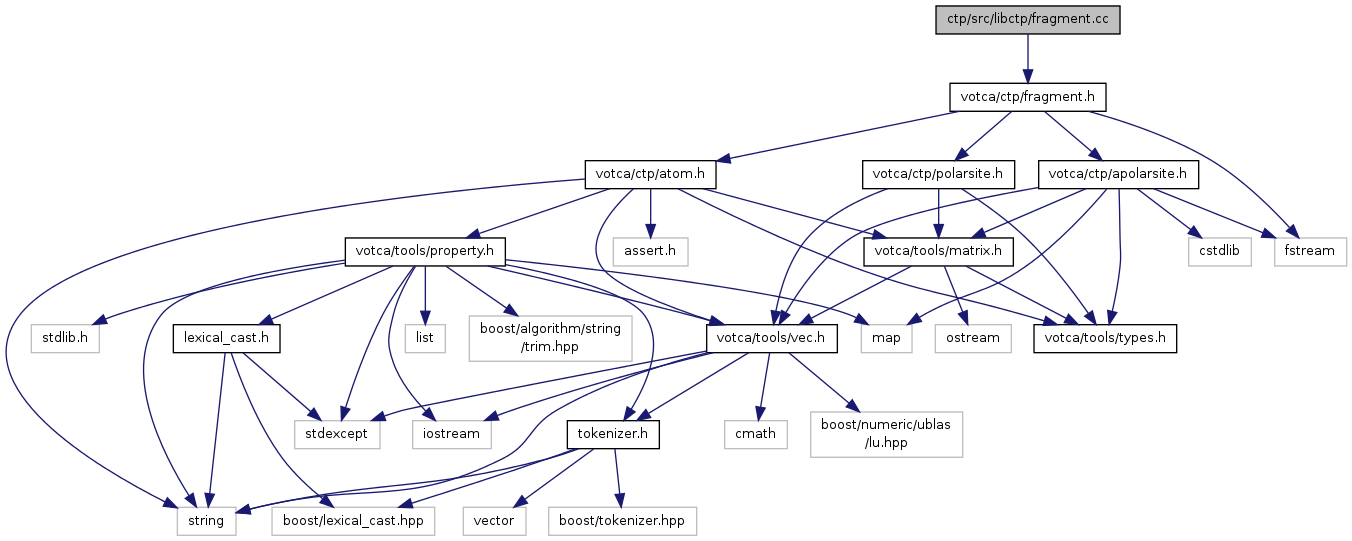 ctp/src/libctp/fragment.cc
votca/ctp/fragment.h
votca/ctp/atom.h
votca/ctp/polarsite.h
votca/ctp/apolarsite.h
votca/tools/property.h
assert.h
votca/tools/matrix.h
cstdlib
fstream
stdlib.h
lexical_cast.h
list
boost/algorithm/string
/trim.hpp
votca/tools/vec.h
map
ostream
votca/tools/types.h
stdexcept
iostream
tokenizer.h
cmath
boost/numeric/ublas
/lu.hpp
string
boost/lexical_cast.hpp
vector
boost/tokenizer.hpp